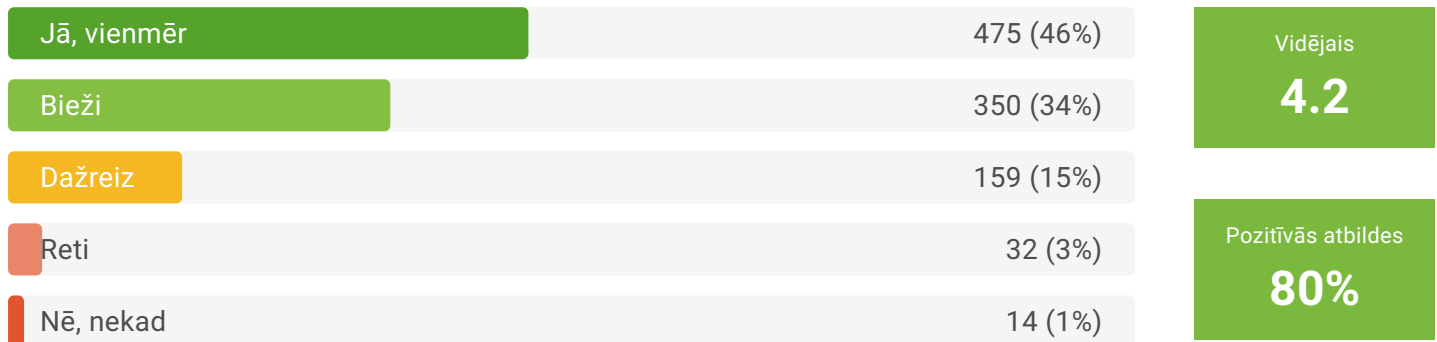 Jā, vienmēr 475 (46%)
Bieži 350 (34%)
Dažreiz 159 (15%)
Reti 32 (3%)
Nē, nekad 14 (1%)
Vidējais
4.2
Pozitīvās atbildes
80%